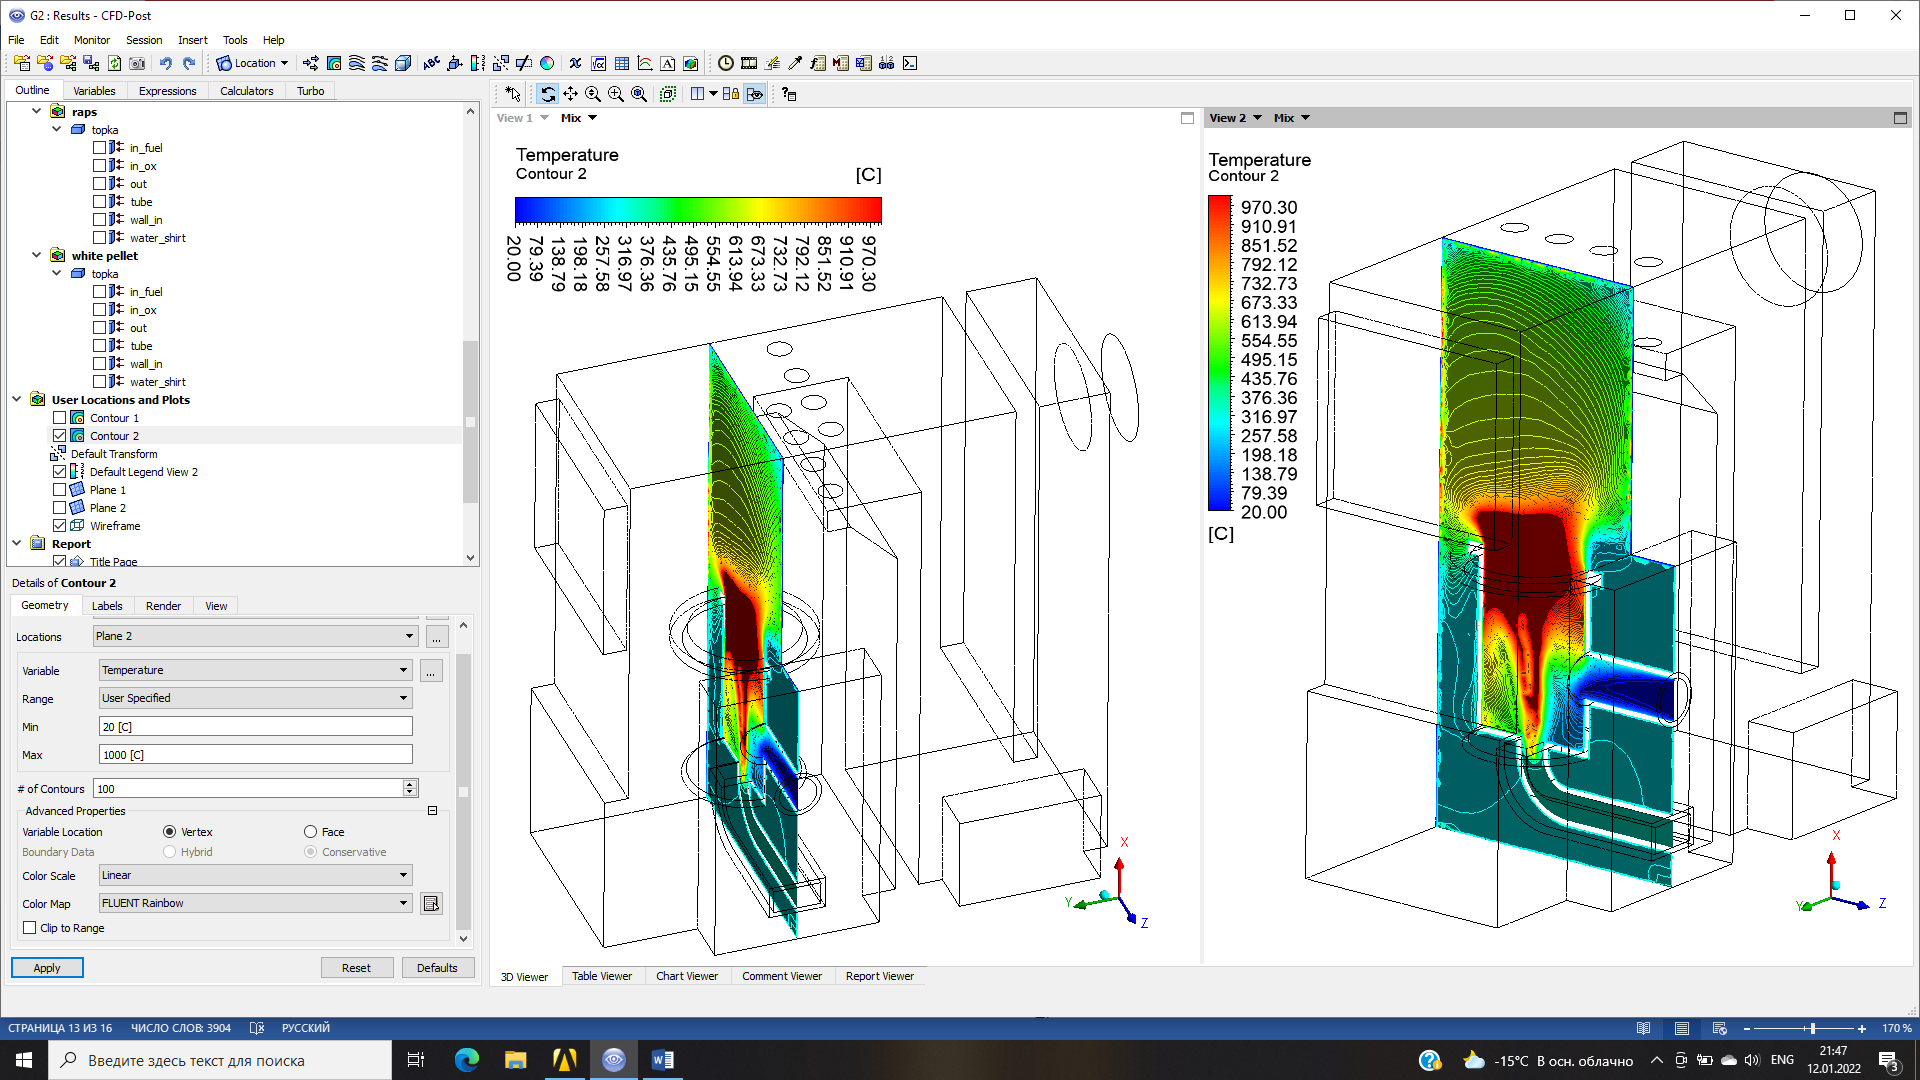 G2 : Results - CFD-Post
File Edit Monitor Session Insert Tools Help
Location
Outline Variables Expressions Calculators Turbo
raps
topka
in_fuel
in_ox
out
tube
wall_in
water_shirt
white pellet
topka
in_fuel
in_ox
out
tube
wall_in
water_shirt
User Locations and Plots
Contour 1
Contour 2
Default Transform
Default Legend View 2
Plane 1
Plane 2
Wireframe
Report
Title Page
Details of Contour 2
Geometry Labels Render View
Locations Plane 2 ...
Variable Temperature ...
Range User Specified
Min 20 [C]
Max 1000 [C]
# of Contours 100
Advanced Properties
Variable Location Vertex Face
Boundary Data Hybrid Conservative
Color Scale Linear
Color Map FLUENT Rainbow
Clip to Range
Apply Reset Defaults
View 1 Mix
Temperature
Contour 2 [C]
20.00 79.39 138.79 198.18 257.58 316.97 376.36 435.76 495.15 554.55 613.94 673.33 732.73 792.12 851.52 910.91 970.30
X
Y
Z
View 2 Mix
Temperature
Contour 2
970.30
910.91
851.52
792.12
732.73
673.33
613.94
554.55
495.15
435.76
376.36
316.97
257.58
198.18
138.79
79.39
20.00
[C]
X
Y
Z
3D Viewer Table Viewer Chart Viewer Comment Viewer Report Viewer
СТРАНИЦА 13 ИЗ 16 ЧИСЛО СЛОВ: 3904 РУССКИЙ 170 %
Введите здесь текст для поиска
-15°C В осн. облачно ENG
21:47
12.01.2022
3